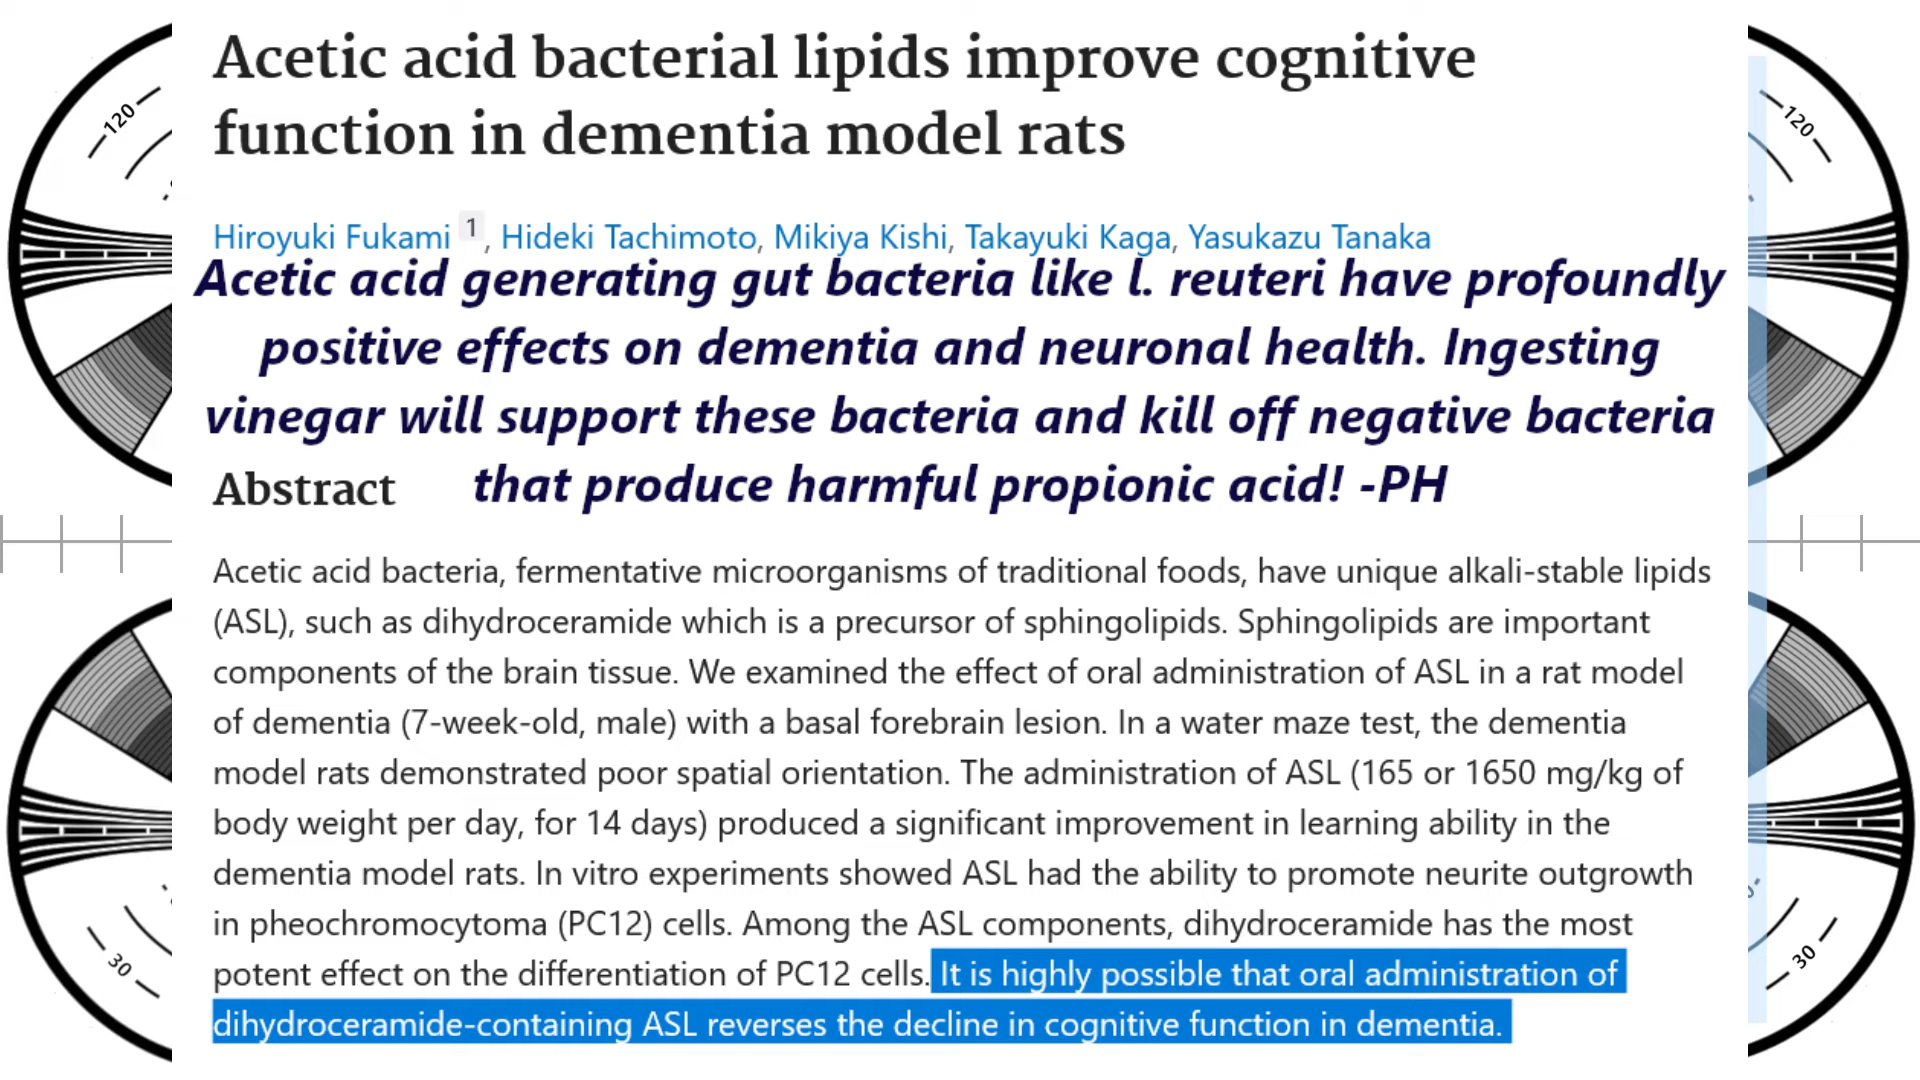 Acetic acid bacterial lipids improve cognitive
function in dementia model rats
Hiroyuki Fukami 1, Hideki Tachimoto, Mikiya Kishi, Takayuki Kaga, Yasukazu Tanaka
Acetic acid generating gut bacteria like l. reuteri have profoundly
positive effects on dementia and neuronal health. Ingesting
vinegar will support these bacteria and kill off negative bacteria
that produce harmful propionic acid! -PH
Abstract
Acetic acid bacteria, fermentative microorganisms of traditional foods, have unique alkali-stable lipids
(ASL), such as dihydroceramide which is a precursor of sphingolipids. Sphingolipids are important
components of the brain tissue. We examined the effect of oral administration of ASL in a rat model
of dementia (7-week-old, male) with a basal forebrain lesion. In a water maze test, the dementia
model rats demonstrated poor spatial orientation. The administration of ASL (165 or 1650 mg/kg of
body weight per day, for 14 days) produced a significant improvement in learning ability in the
dementia model rats. In vitro experiments showed ASL had the ability to promote neurite outgrowth
in pheochromocytoma (PC12) cells. Among the ASL components, dihydroceramide has the most
potent effect on the differentiation of PC12 cells. It is highly possible that oral administration of
dihydroceramide-containing ASL reverses the decline in cognitive function in dementia.
120
120
30
30